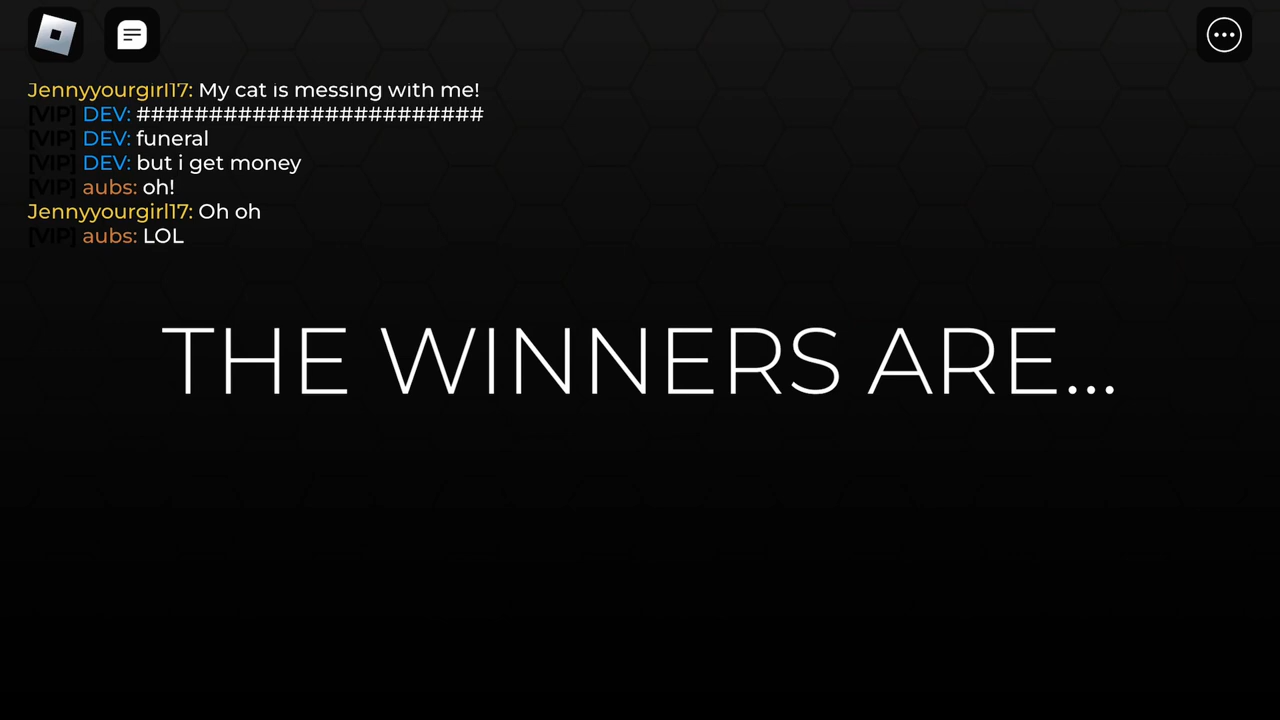 Jennyyourgirl17: My cat is messing with me!
[VIP] DEV: ########################
[VIP] DEV: funeral
[VIP] DEV: but i get money
[VIP] aubs: oh!
Jennyyourgirl17: Oh oh
[VIP] aubs: LOL
THE WINNERS ARE...